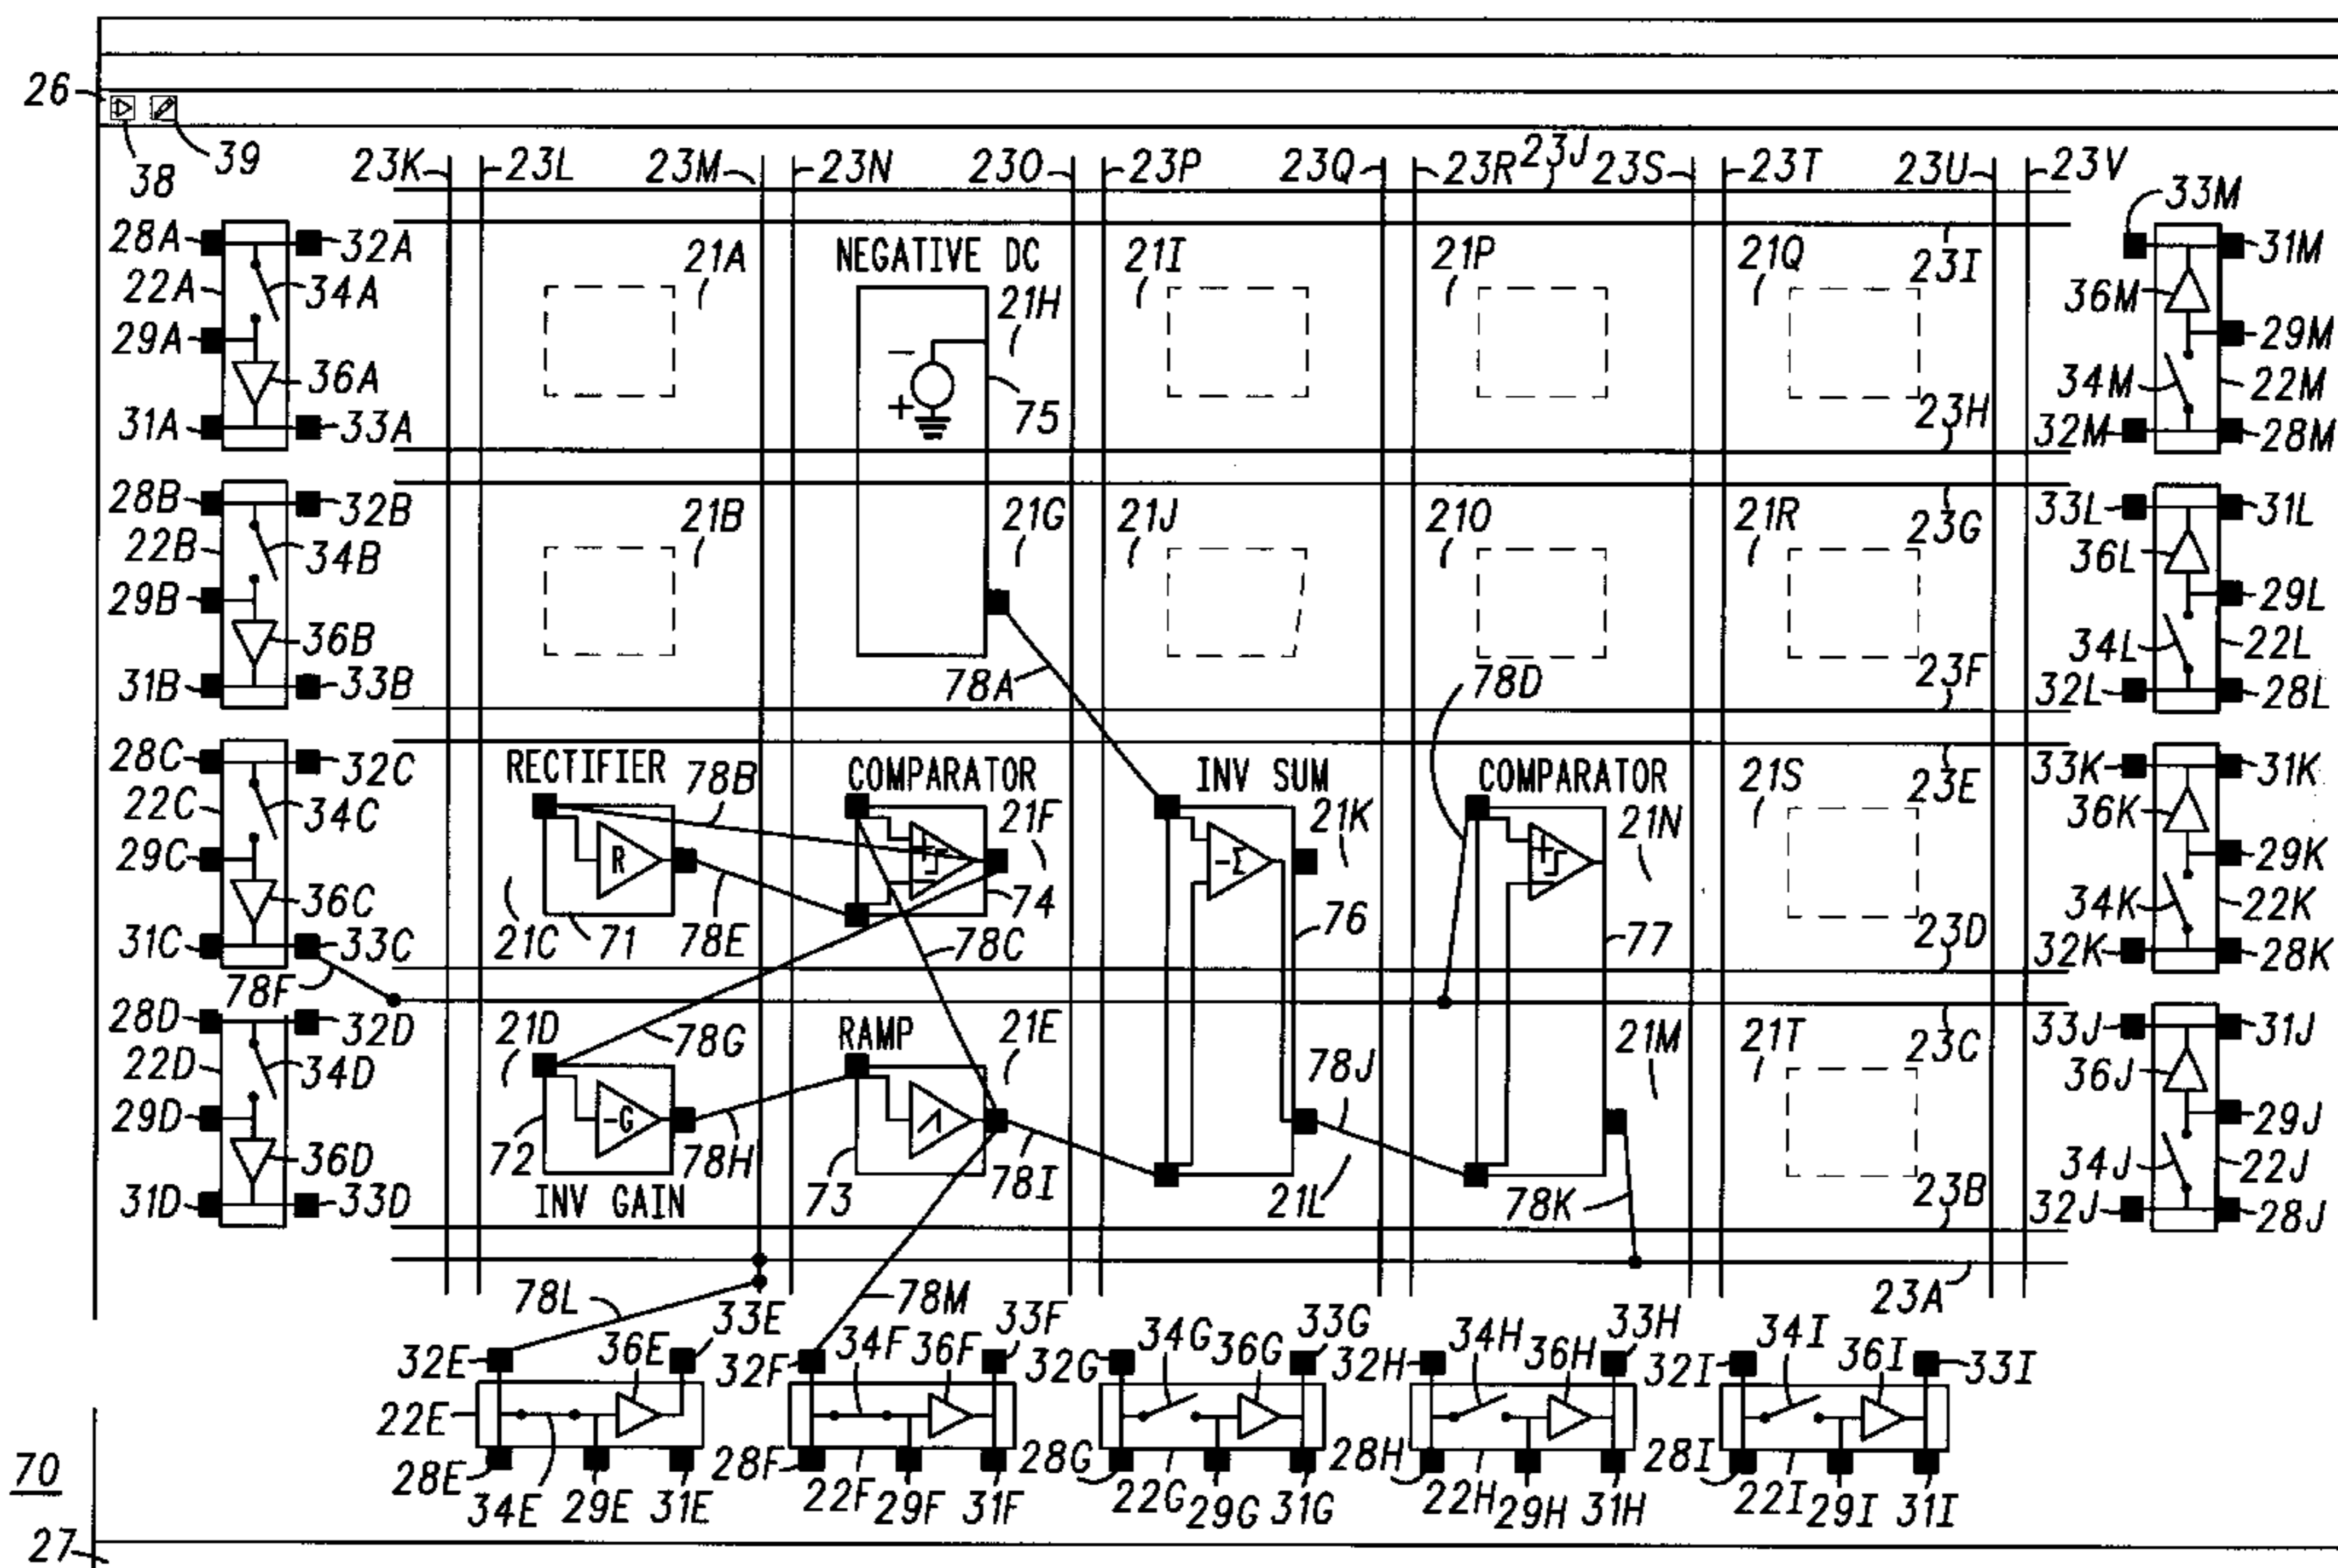 26
38 39 23K 23L 23M 23N 23O 23P 23Q 23R 23J 23S 23T 23U 23V
33M
28A 32A NEGATIVE DC 31M
21A 21H 21I 21P 21Q 23I
22A 34A 36M
29A 29M
36A 75 34M 22M
31A 33A 23H 32M 28M
28B 32B 21B 21G 21J 21O 21R 23G 33L 31L
22B 34B 36L
29B 29L
36B 34L 22L
31B 33B 78A 78D 23F 32L 28L
28C 32C RECTIFIER 78B COMPARATOR INV SUM COMPARATOR 21S 23E 33K 31K
22C 34C 21F 21K 21N 36K
29C R -Σ 29K
36C 74 34K 22K
31C 33C 21C 71 78E 78C 76 77 23D 32K 28K
78F
28D 32D 21D 78G RAMP 21E 21M 21T 23C 33J 31J
22D 34D 78J 36J
29D -G 29J
36D 72 78H 34J 22J
31D 33D INV GAIN 73 78I 21L 78K 23B 32J 28J
78L 78M 23A
33E 34F 36F 33F 34G 36G 33G 34H 36H 33H 34I 36I 33I
32E 36E 32F 32G 32H 32I
22E
28E 34E 29E 31E 28F 22F 29F 31F 28G 22G 29G 31G 28H 22H 29H 31H 28I 22I 29I 31I
70
27